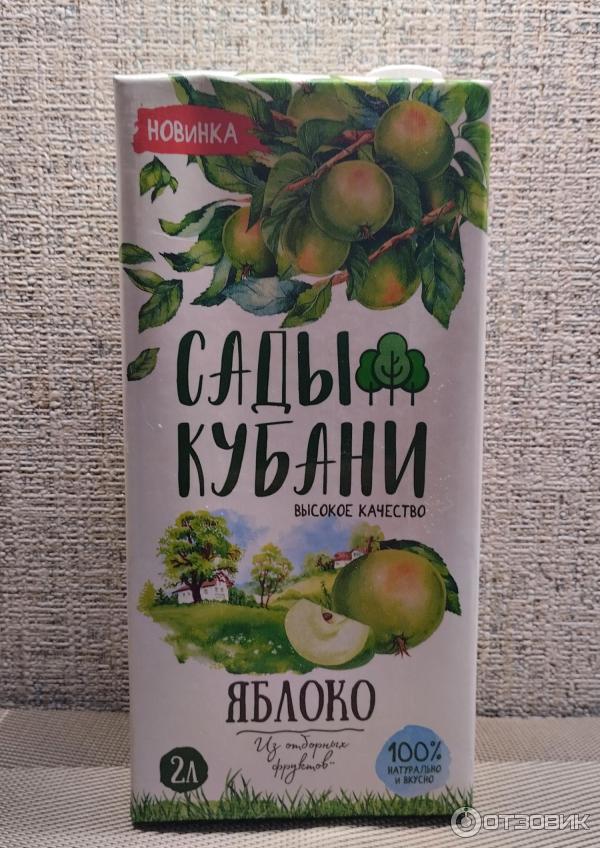 НОВИНКА
САДЫ
КУБАНИ
ВЫСОКОЕ КАЧЕСТВО
ЯБЛОКО
Из отборных
фруктов
2л
100%
НАТУРАЛЬНО
И ВКУСНО
ОТЗОВИК